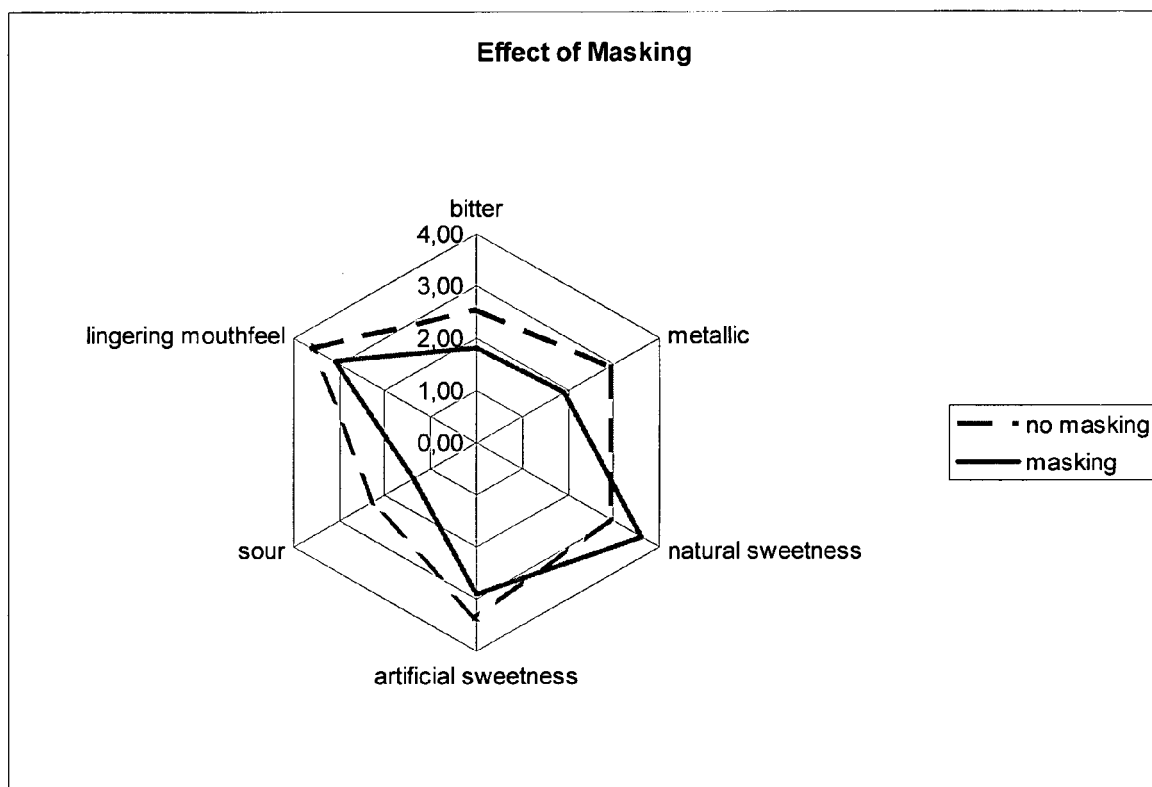 Effect of Masking
bitter
4,00
3,00
2,00
1,00
0,00
lingering mouthfeel
metallic
sour
natural sweetness
artificial sweetness
no masking
masking